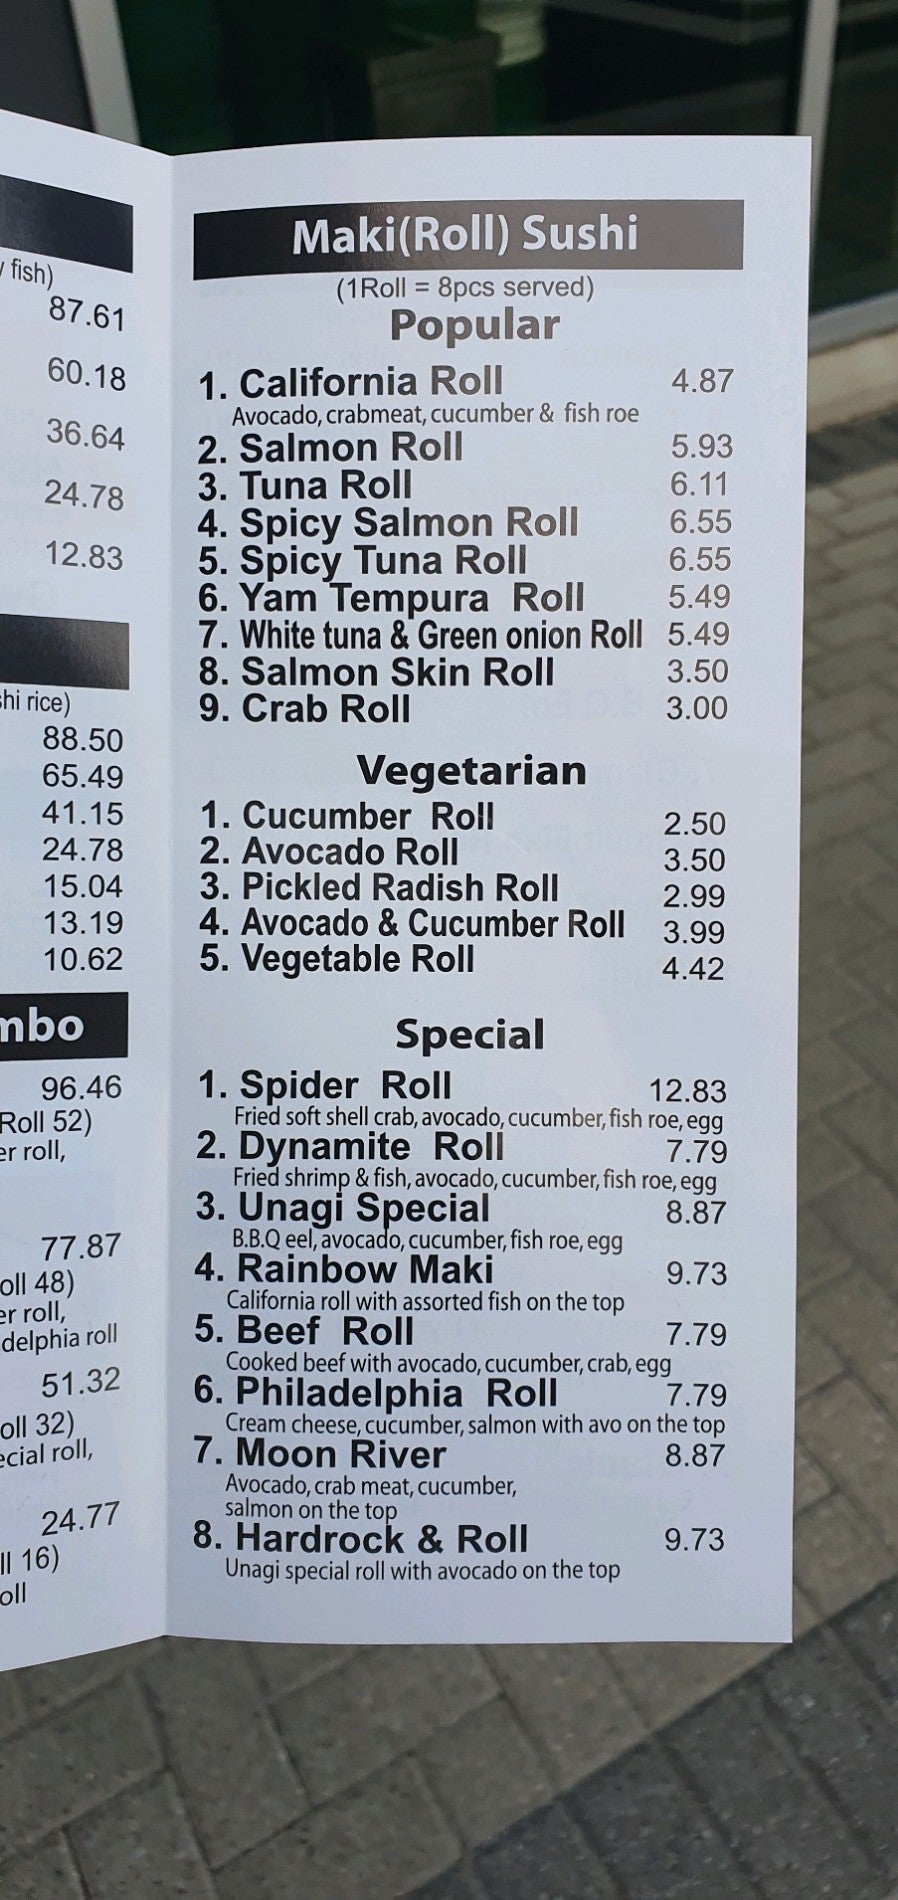 fish)
87.61
60.18
36.64
24.78
12.83
rice)
88.50
65.49
41.15
24.78
15.04
13.19
10.62
96.46
Roll 52)
roll,
77.87
48)
roll,
roll
51.32
32)
roll,
24.77
16)
Maki(Roll) Sushi
(1Roll = 8pcs served)
Popular
1. California Roll 4.87
Avocado, crabmeat, cucumber & fish roe
2. Salmon Roll 5.93
3. Tuna Roll 6.11
4. Spicy Salmon Roll 6.55
5. Spicy Tuna Roll 6.55
6. Yam Tempura Roll 5.49
7. White tuna & Green onion Roll 5.49
8. Salmon Skin Roll 3.50
9. Crab Roll 3.00
Vegetarian
1. Cucumber Roll 2.50
2. Avocado Roll 3.50
3. Pickled Radish Roll 2.99
4. Avocado & Cucumber Roll 3.99
5. Vegetable Roll 4.42
Special
1. Spider Roll 12.83
Fried soft shell crab, avocado, cucumber, fish roe, egg
2. Dynamite Roll 7.79
Fried shrimp & fish, avocado, cucumber, fish roe, egg
3. Unagi Special 8.87
B.B.Q eel, avocado, cucumber, fish roe, egg
4. Rainbow Maki 9.73
California roll with assorted fish on the top
5. Beef Roll 7.79
Cooked beef with avocado, cucumber, crab, egg
6. Philadelphia Roll 7.79
Cream cheese, cucumber, salmon with avo on the top
7. Moon River 8.87
Avocado, crab meat, cucumber,
salmon on the top
8. Hardrock & Roll 9.73
Unagi special roll with avocado on the top